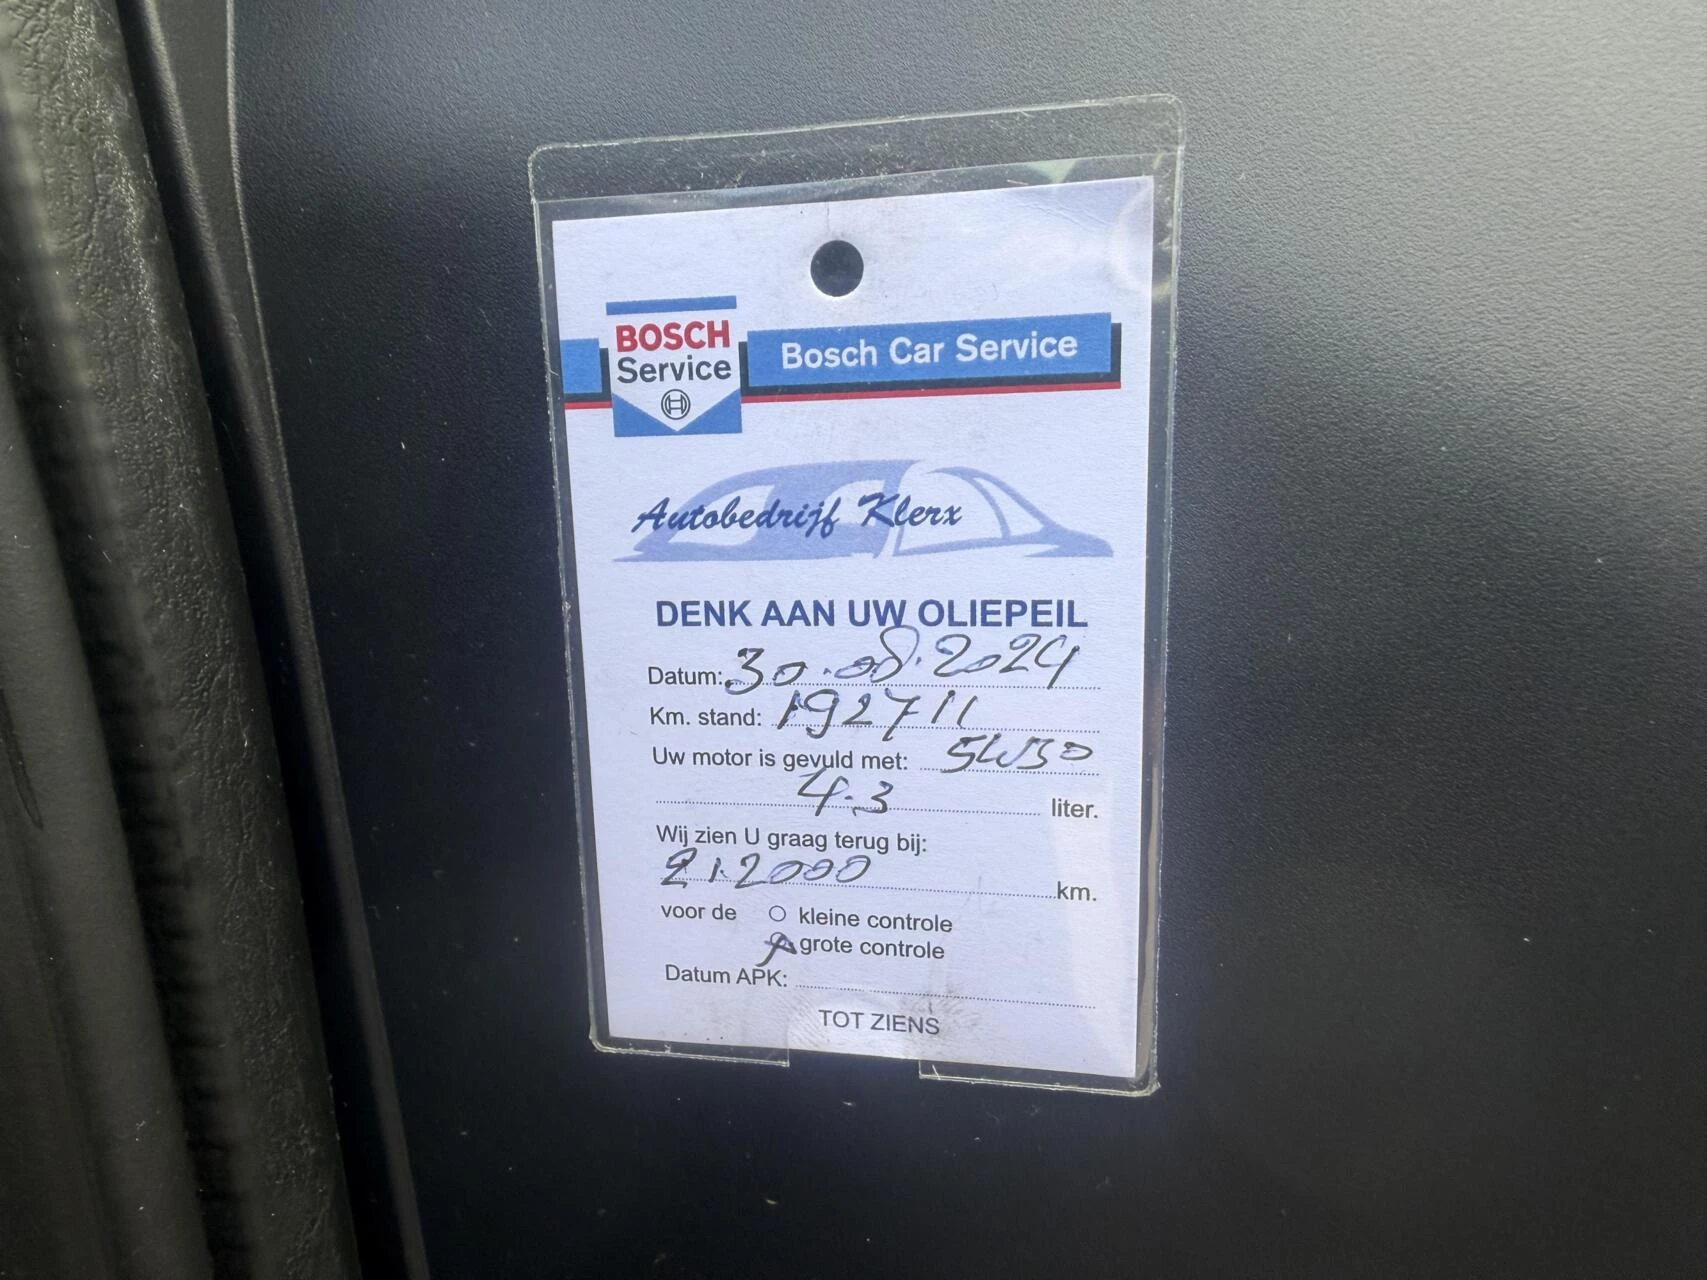 BOSCH
Service
Bosch Car Service
Autobedrijf Klerx
DENK AAN UW OLIEPEIL
Datum: 30.08.2024
Km. stand: 192711
Uw motor is gevuld met: 5W30
4.3 liter.
Wij zien U graag terug bij:
212000 km.
voor de kleine controle
grote controle
Datum APK:
TOT ZIENS